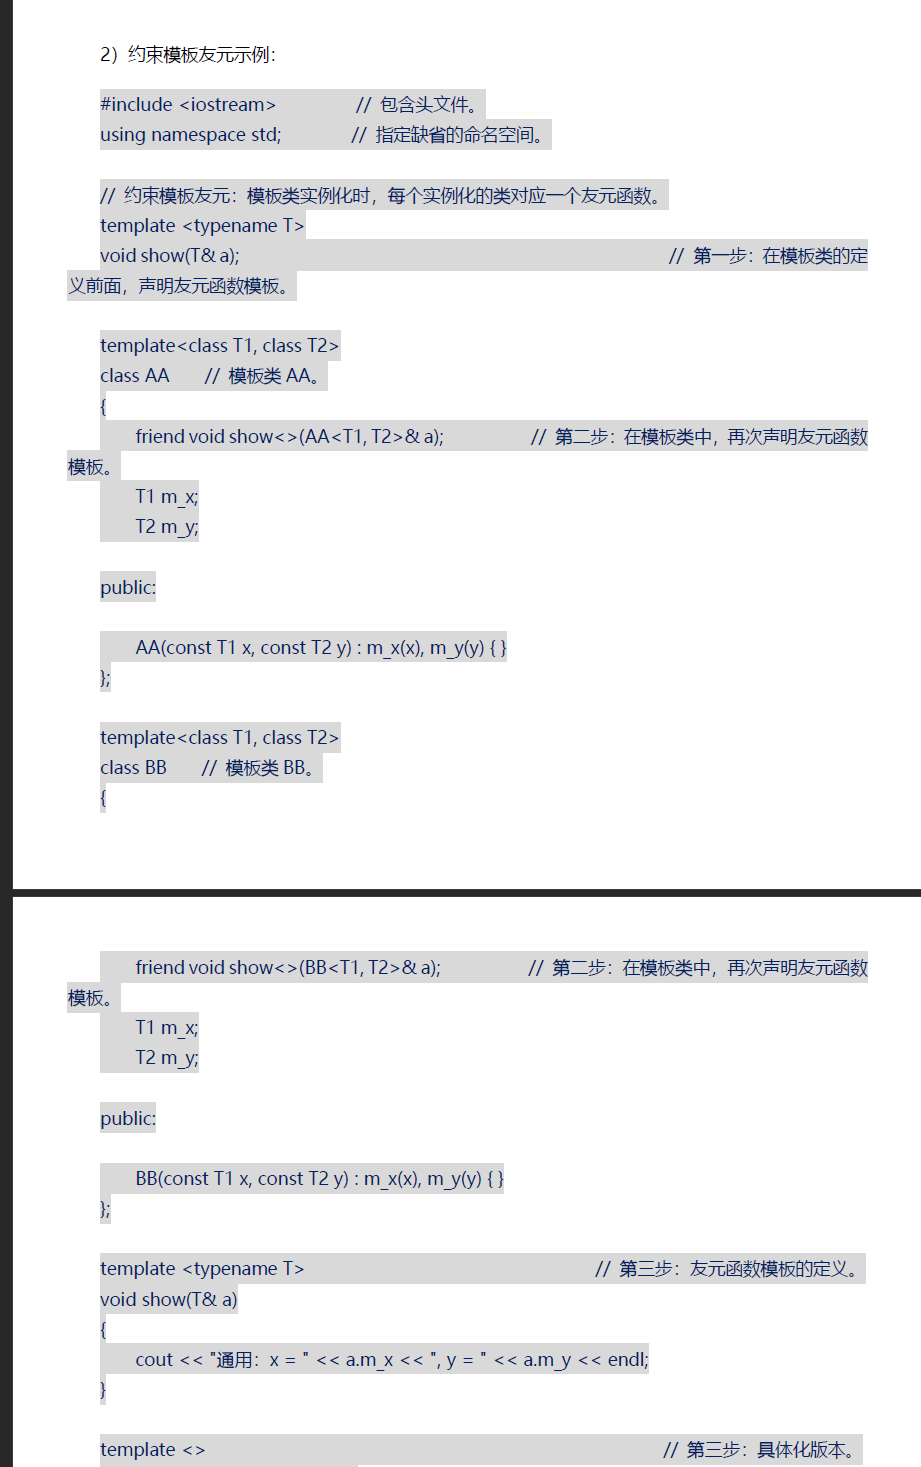 2）约束模板友元示例：
#include <iostream>                // 包含头文件。
using namespace std;              // 指定缺省的命名空间。
// 约束模板友元：模板类实例化时，每个实例化的类对应一个友元函数。
template <typename T>
void show(T& a);                                                 // 第一步：在模板类的定
义前面，声明友元函数模板。
template<class T1, class T2>
class AA       // 模板类 AA。
{
friend void show<>(AA<T1, T2>& a);                // 第二步：在模板类中，再次声明友元函数
模板。
T1 m_x;
T2 m_y;
public:
AA(const T1 x, const T2 y) : m_x(x), m_y(y) { }
};
template<class T1, class T2>
class BB       // 模板类 BB。
{
friend void show<>(BB<T1, T2>& a);                // 第二步：在模板类中，再次声明友元函数
模板。
T1 m_x;
T2 m_y;
public:
BB(const T1 x, const T2 y) : m_x(x), m_y(y) { }
};
template <typename T>                                 // 第三步：友元函数模板的定义。
void show(T& a)
{
cout << "通用：x = " << a.m_x << ", y = " << a.m_y << endl;
}
template <>                                                    // 第三步：具体化版本。